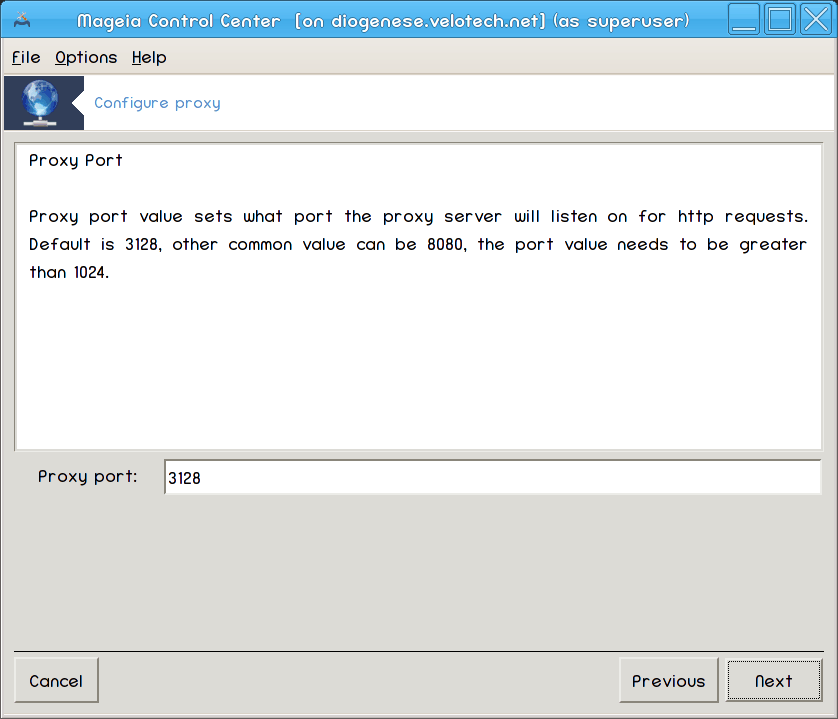 Mageia Control Center [on diogenese.velotech.net] (as superuser)
File Options Help
Configure proxy
Proxy Port
Proxy port value sets what port the proxy server will listen on for http requests.
Default is 3128, other common value can be 8080, the port value needs to be greater
than 1024.
Proxy port: 3128
Cancel Previous Next